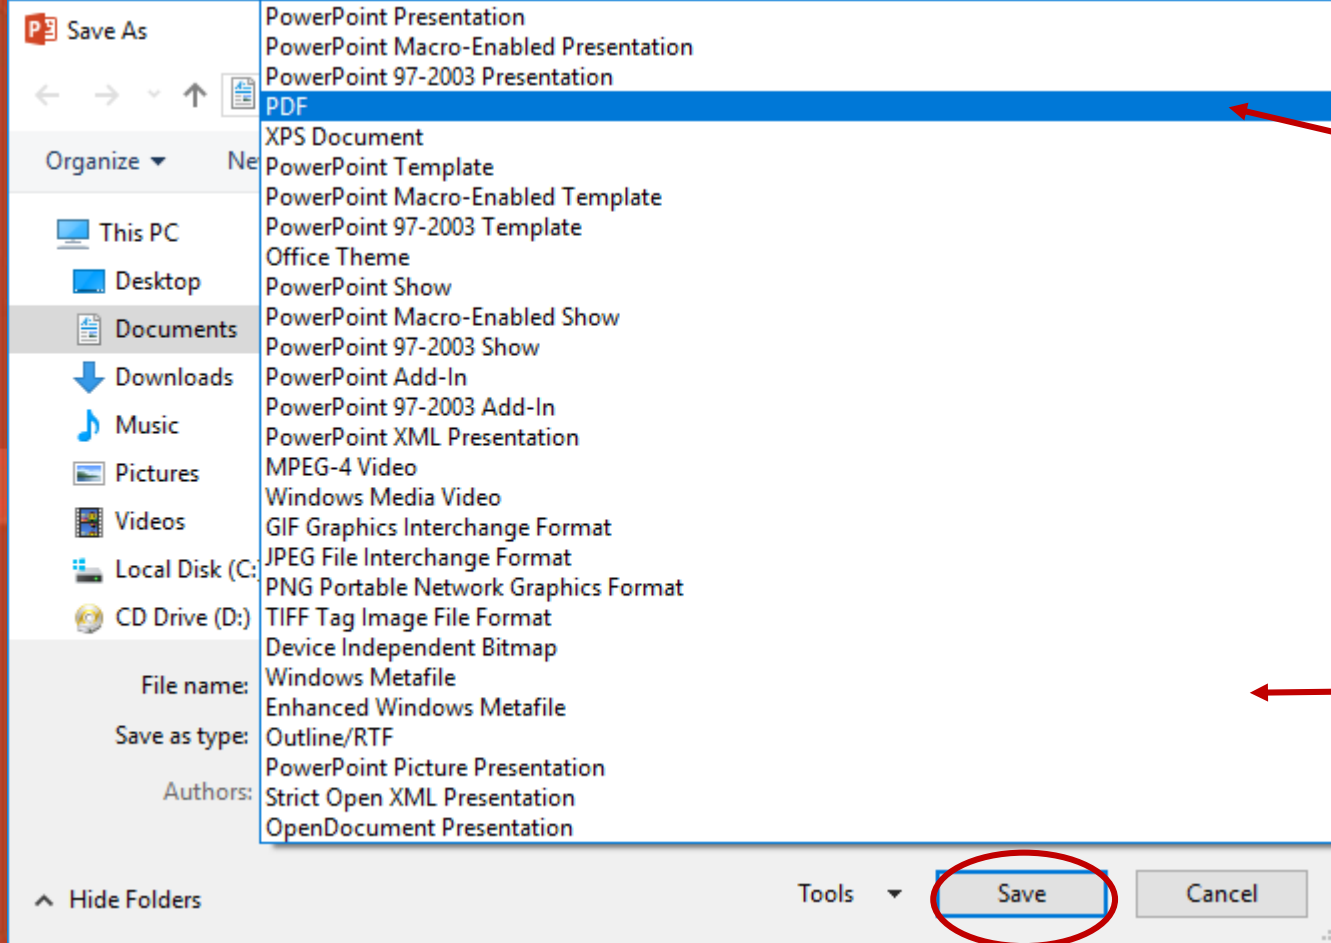 Save As
Organize
Ne
This PC
Desktop
Documents
Downloads
Music
Pictures
Videos
Local Disk (C:
CD Drive (D:)
PowerPoint Presentation
PowerPoint Macro-Enabled Presentation
PowerPoint 97-2003 Presentation
PDF
XPS Document
PowerPoint Template
PowerPoint Macro-Enabled Template
PowerPoint 97-2003 Template
Office Theme
PowerPoint Show
PowerPoint Macro-Enabled Show
PowerPoint 97-2003 Show
PowerPoint Add-In
PowerPoint 97-2003 Add-In
PowerPoint XML Presentation
MPEG-4 Video
Windows Media Video
GIF Graphics Interchange Format
JPEG File Interchange Format
PNG Portable Network Graphics Format
TIFF Tag Image File Format
Device Independent Bitmap
Windows Metafile
Enhanced Windows Metafile
Outline/RTF
PowerPoint Picture Presentation
Strict Open XML Presentation
OpenDocument Presentation
File name:
Save as type:
Authors:
Hide Folders
Tools
Save
Cancel